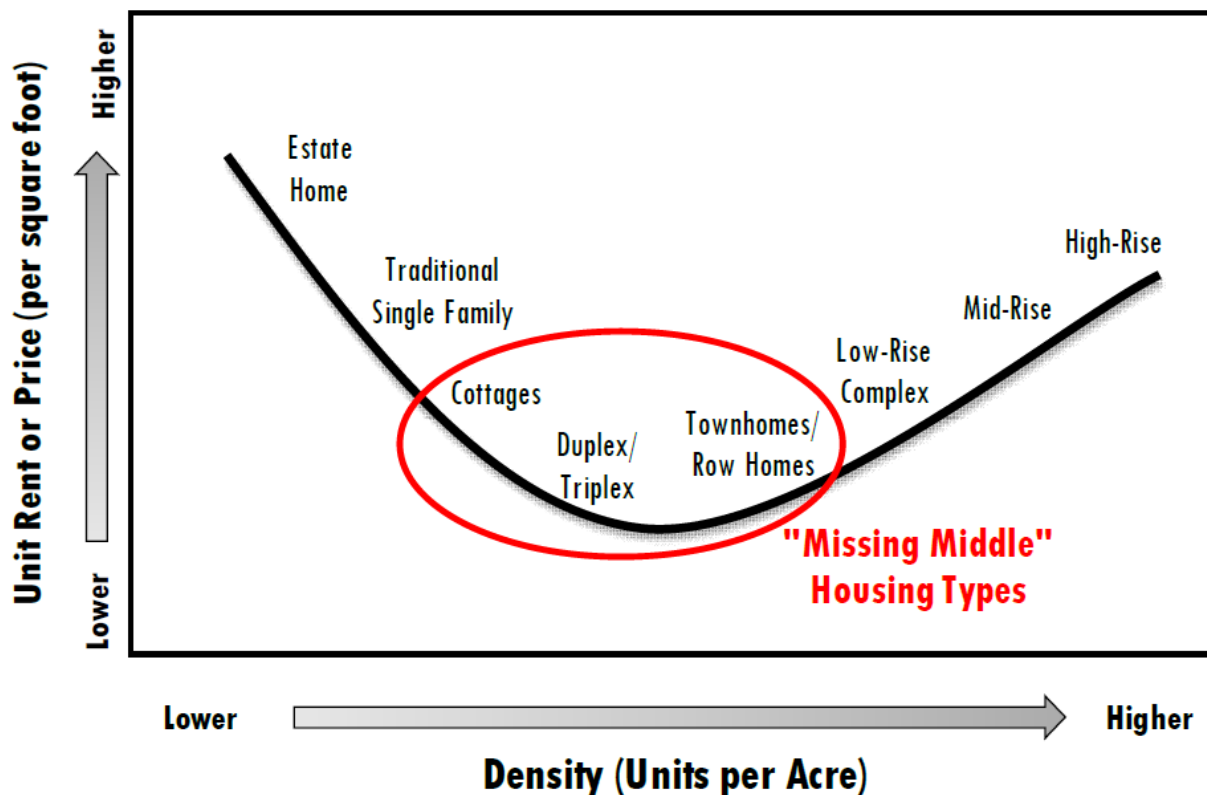 Unit Rent or Price (per square foot)
Higher
Lower
Estate
Home
Traditional
Single Family
Cottages
Duplex/
Triplex
Townhomes/
Row Homes
Low-Rise
Complex
Mid-Rise
High-Rise
"Missing Middle"
Housing Types
Lower
Higher
Density (Units per Acre)